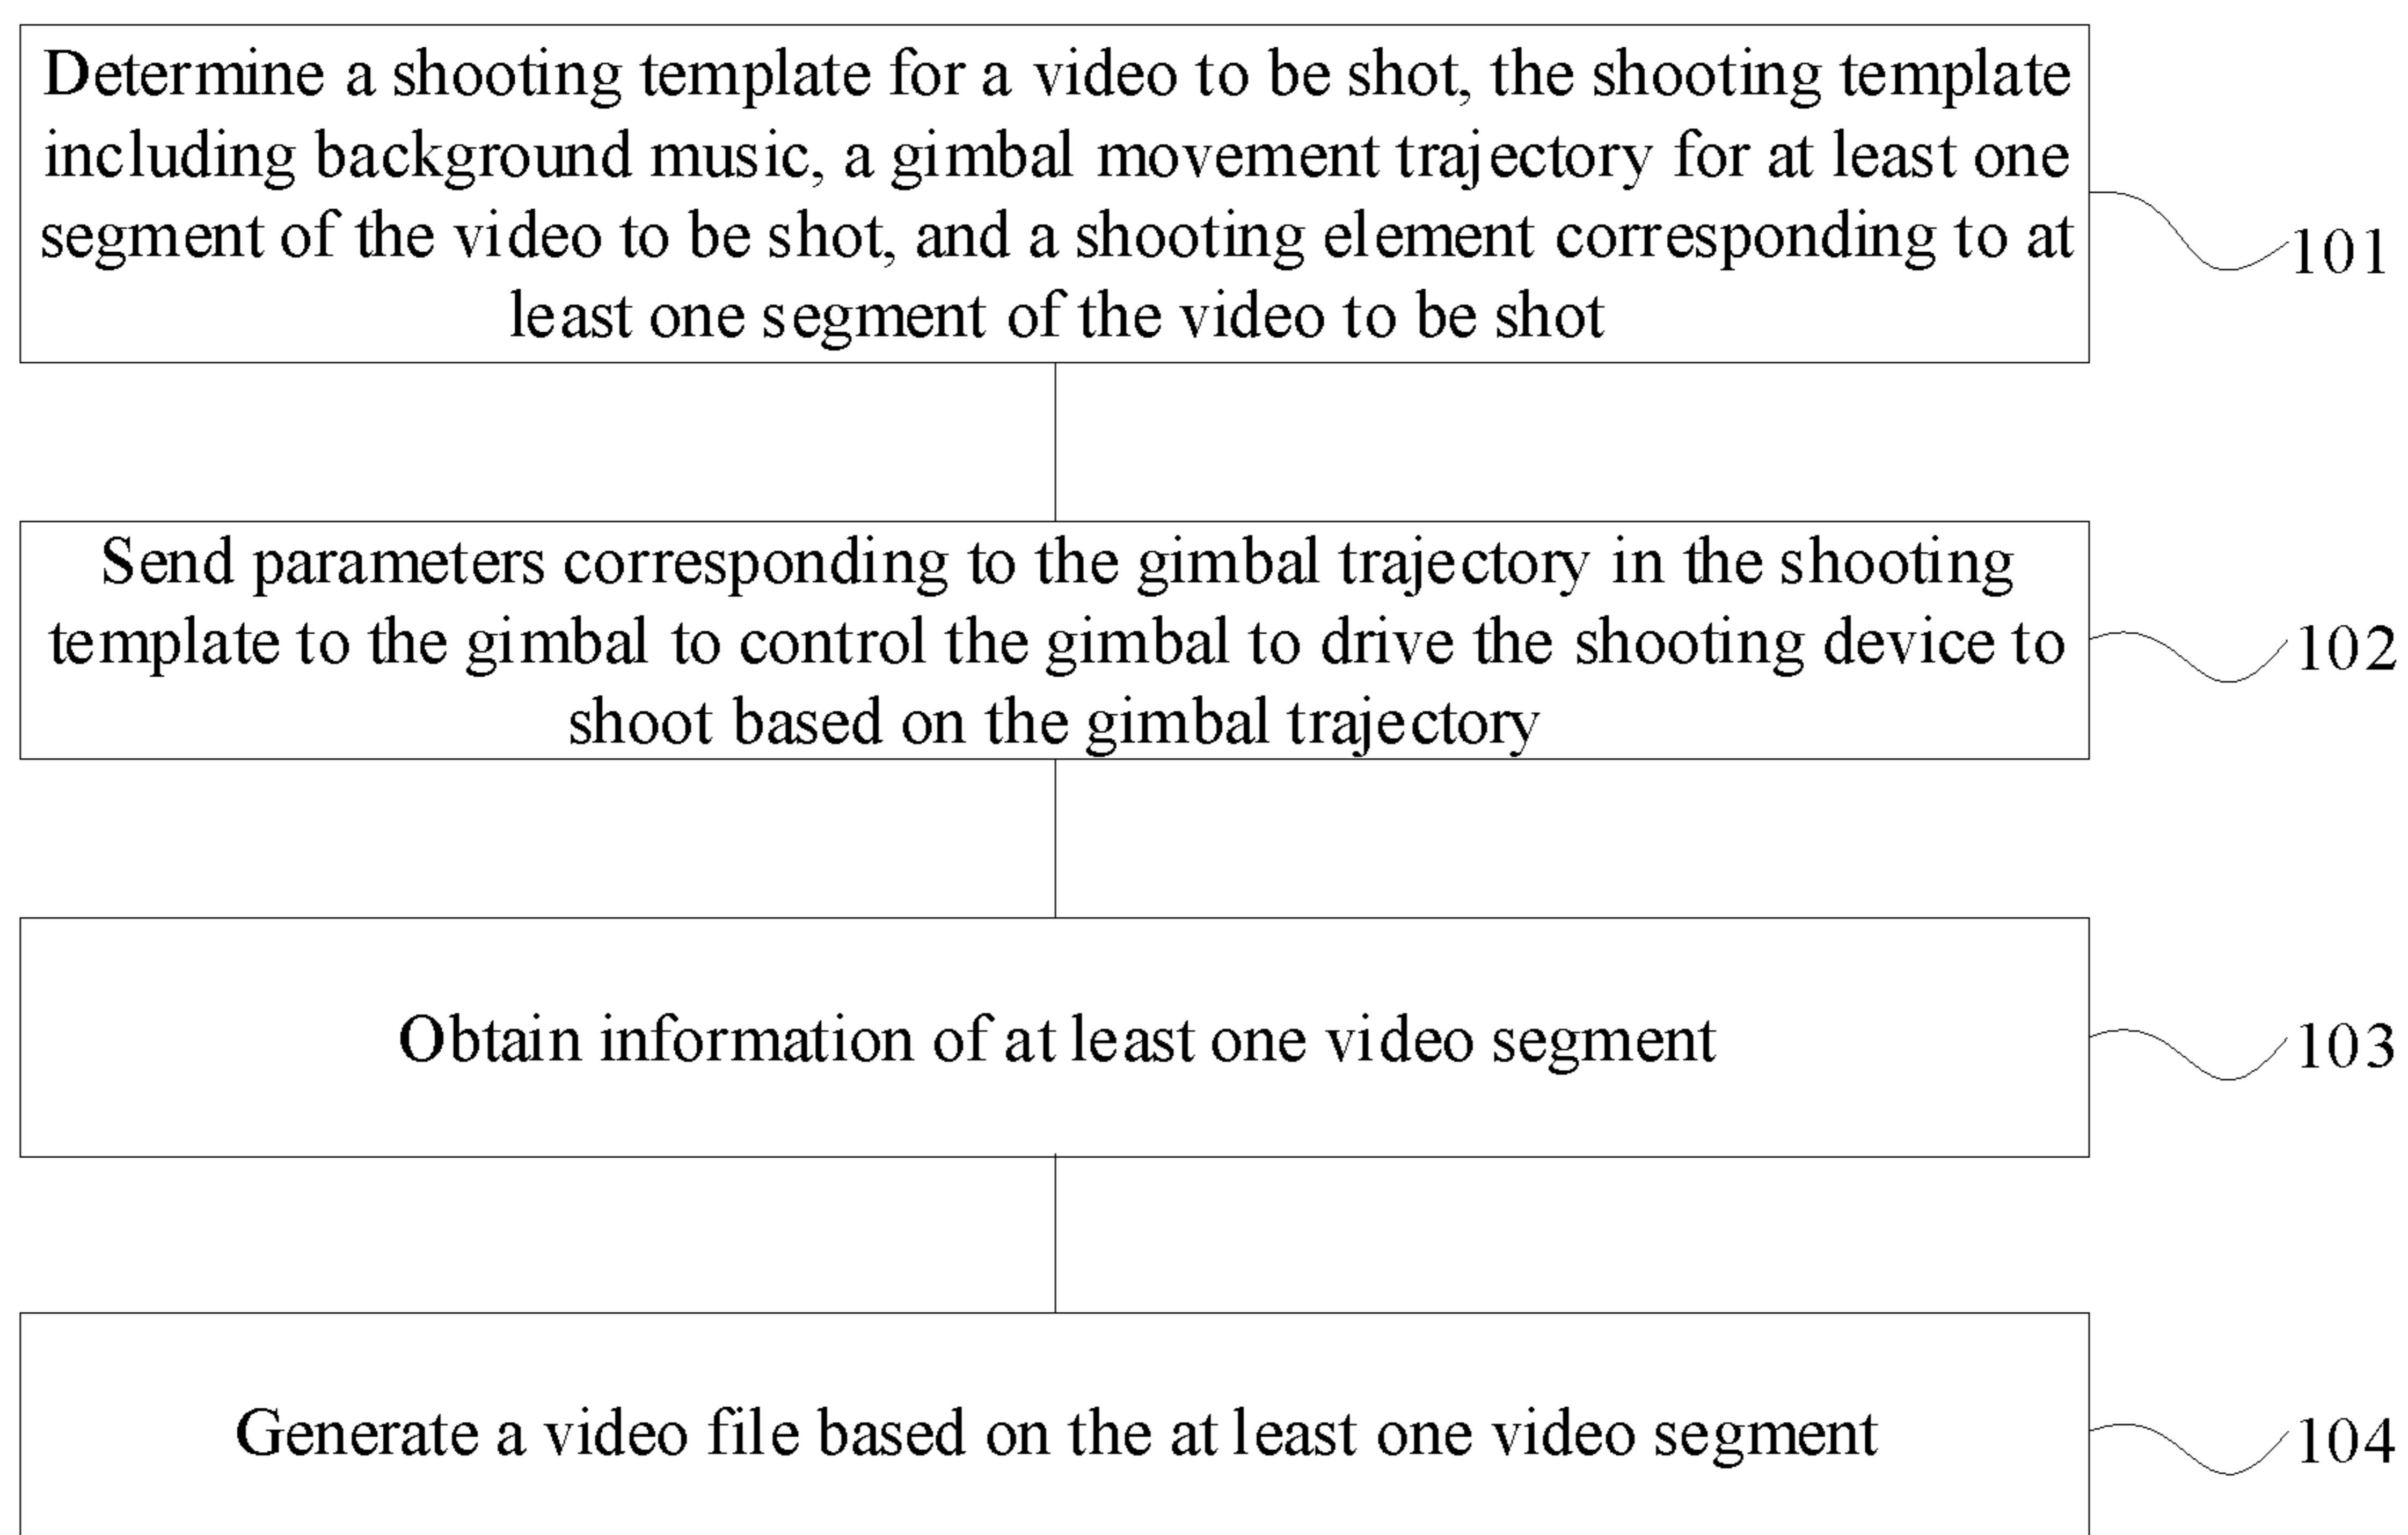 Determine a shooting template for a video to be shot, the shooting template
including background music, a gimbal movement trajectory for at least one
segment of the video to be shot, and a shooting element corresponding to at
least one segment of the video to be shot
101
Send parameters corresponding to the gimbal trajectory in the shooting
template to the gimbal to control the gimbal to drive the shooting device to
shoot based on the gimbal trajectory
102
Obtain information of at least one video segment
103
Generate a video file based on the at least one video segment
104